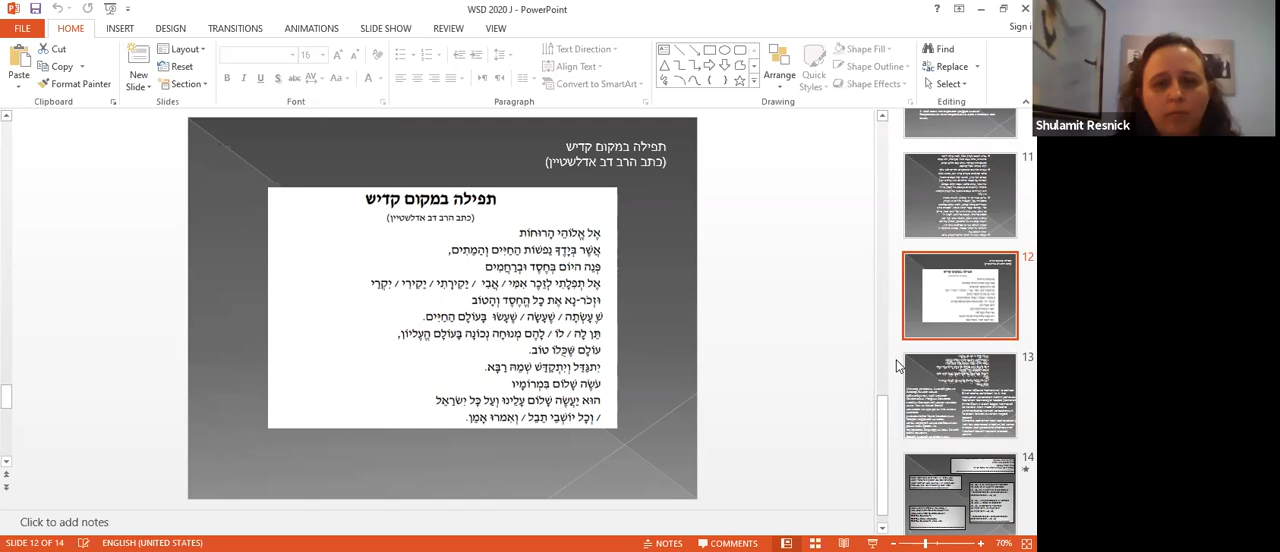 WSD 2020 J - PowerPoint
Sign i
FILE HOME INSERT DESIGN TRANSITIONS ANIMATIONS SLIDE SHOW REVIEW VIEW
Paste
Cut
Copy
Format Painter
Clipboard
New Slide
Layout
Reset
Section
Slides
16
Font
Paragraph
Text Direction
Align Text
Convert to SmartArt
Arrange
Quick Styles
Shape Fill
Shape Outline
Shape Effects
Drawing
Find
Replace
Select
Editing
Shulamit Resnick
תפילה במקום קדיש
(כתב הרב דב אדלשטיין)
תפילה במקום קדיש
(כתב הרב דב אדלשטיין)
אֵל אֱלוֹהֵי הָרוּחוֹת
אֲשֶׁר בְּיָדְךָ נַפְשׁוֹת הַחַיִּים וְהַמֵּתִים,
פְּנֵה הַיּוֹם בְּחֶסֶד וּבְרַחֲמִים
אֶל תְּפִלָּתִי לְזֵכֶר אִמִּי / אָבִי / יַקִּירָתִי / יַקִּירִי / יַקִּרַי
וּזְכֹר-נָא אֶת כָּל הַחֶסֶד וְהַטּוֹב
שֶׁעָשְׂתָה / שֶׁעָשָׂה / שֶׁעָשׂוּ בְּעוֹלַם הַחַיִּים.
תֵּן לָהּ / לוֹ / לָהֶם מְנוּחָה נְכוֹנָה בָּעוֹלָם הָעֶלְיוֹן,
עוֹלָם שֶׁכֻּלּוֹ טוֹב.
יִתְגַּדַּל וְיִתְקַדַּשׁ שְׁמֵהּ רַבָּא.
עֹשֶׂה שָׁלוֹם בִּמְרוֹמָיו
הוּא יַעֲשֶׂה שָׁלוֹם עָלֵינוּ וְעַל כָּל יִשְׂרָאֵל
/ וְכָל יוֹשְׁבֵי תֵבֵל / וְאִמְרוּ אָמֵן.
11
12
13
14
Click to add notes
SLIDE 12 OF 14 ENGLISH (UNITED STATES) NOTES COMMENTS 70%